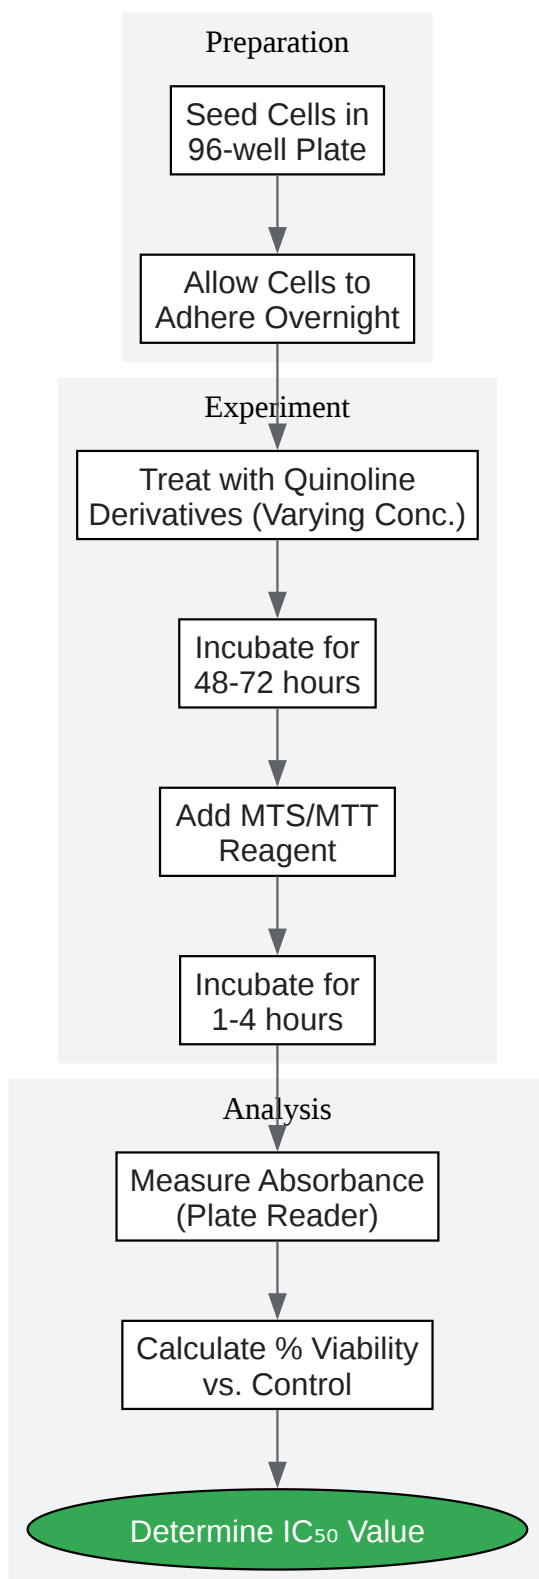 Preparation
Seed Cells in
96-well Plate
Allow Cells to
Adhere Overnight
Experiment
Treat with Quinoline
Derivatives (Varying Conc.)
Incubate for
48-72 hours
Add MTS/MTT
Reagent
Incubate for
1-4 hours
Analysis
Measure Absorbance
(Plate Reader)
Calculate % Viability
vs. Control
Determine IC₅₀ Value